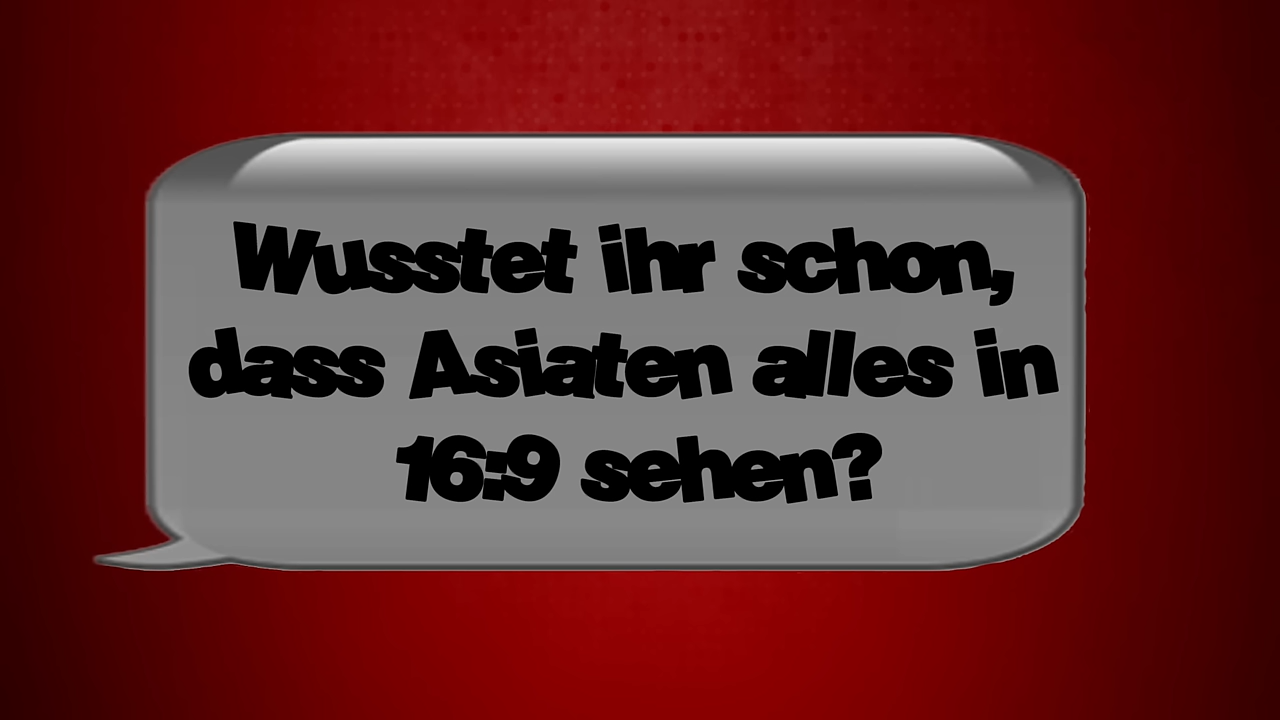 Wusstet ihr schon,
dass Asiaten alles in
16:9 sehen?